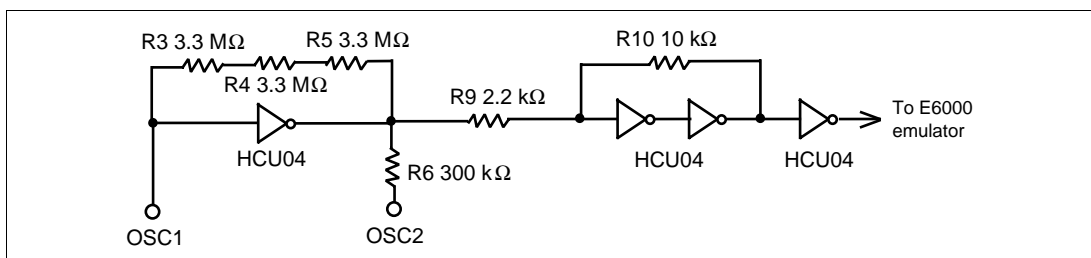 R3 3.3 MΩ
R5 3.3 MΩ
R4 3.3 MΩ
R10 10 kΩ
R9 2.2 kΩ
To E6000
emulator
HCU04
HCU04
HCU04
R6 300 kΩ
OSC1
OSC2